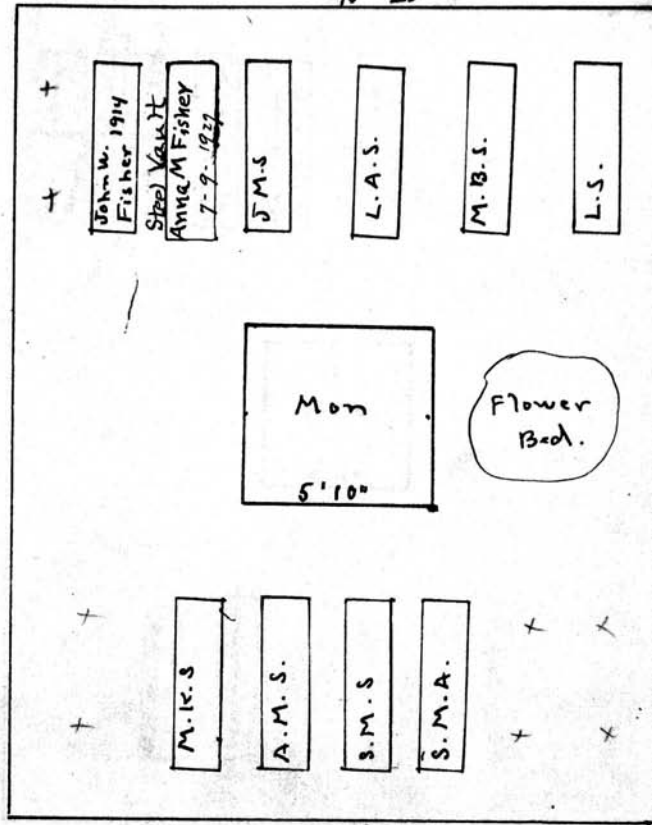 John W. 1914
Fisher
Steel Vault
Anna M Fisher
7-9-1927
J M.S
L.A.S.
M.B.S.
L.S.
Mon
5'10"
Flower
Bed.
M.K.S
A.M.S.
S.M.S
S.M.A.